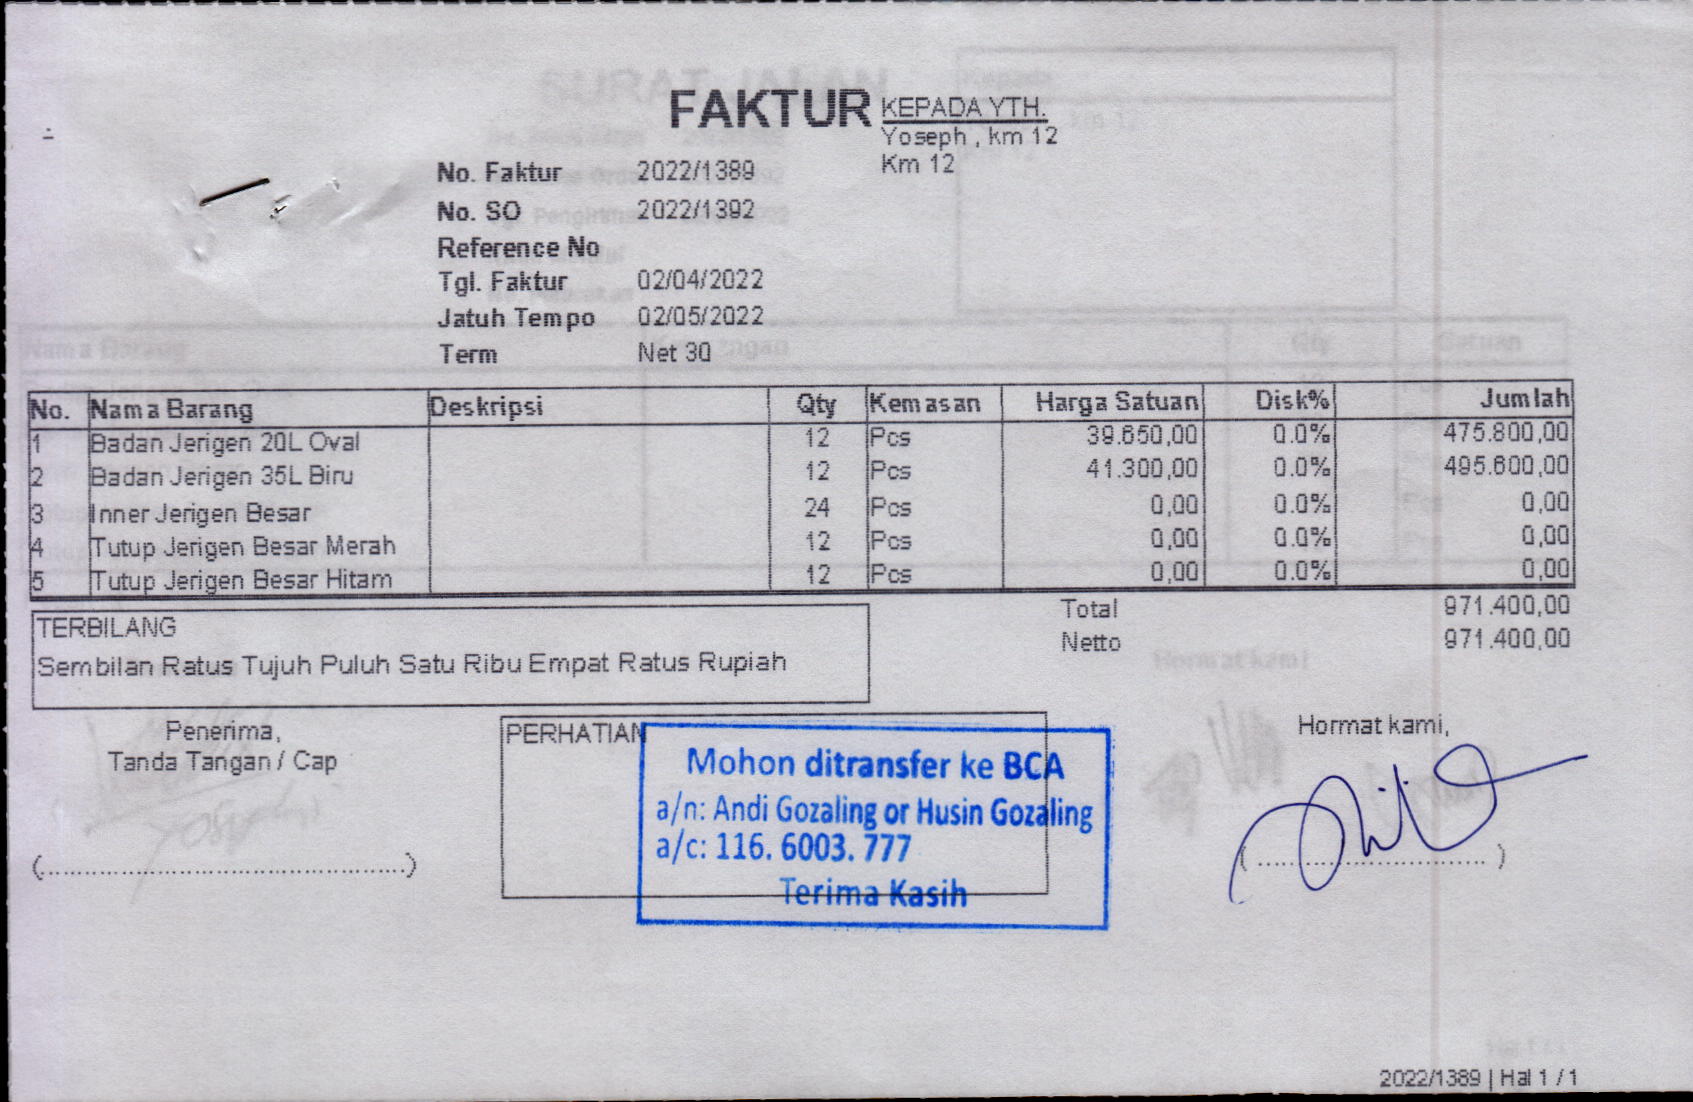 FAKTUR
KEPADA YTH.
Yoseph , km 12
Km 12
No. Faktur 2022/1389
No. SO 2022/1392
Reference No
Tgl. Faktur 02/04/2022
Jatuh Tempo 02/05/2022
Term Net 30
No. Nama Barang Deskripsi Qty Kemasan Harga Satuan Disk% Jumlah
1 Badan Jerigen 20L Oval 12 Pcs 39.650,00 0.0% 475.800,00
2 Badan Jerigen 35L Biru 12 Pcs 41.300,00 0.0% 495.600,00
3 Inner Jerigen Besar 24 Pcs 0,00 0.0% 0,00
4 Tutup Jerigen Besar Merah 12 Pcs 0,00 0.0% 0,00
5 Tutup Jerigen Besar Hitam 12 Pcs 0,00 0.0% 0,00
Total 971.400,00
Netto 971.400,00
TERBILANG
Sembilan Ratus Tujuh Puluh Satu Ribu Empat Ratus Rupiah
Penerima,
Tanda Tangan / Cap
PERHATIAN
Mohon ditransfer ke BCA
a/n: Andi Gozaling or Husin Gozaling
a/c: 116. 6003. 777
Terima Kasih
Hormat kami,
2022/1389 | Hal 1 / 1